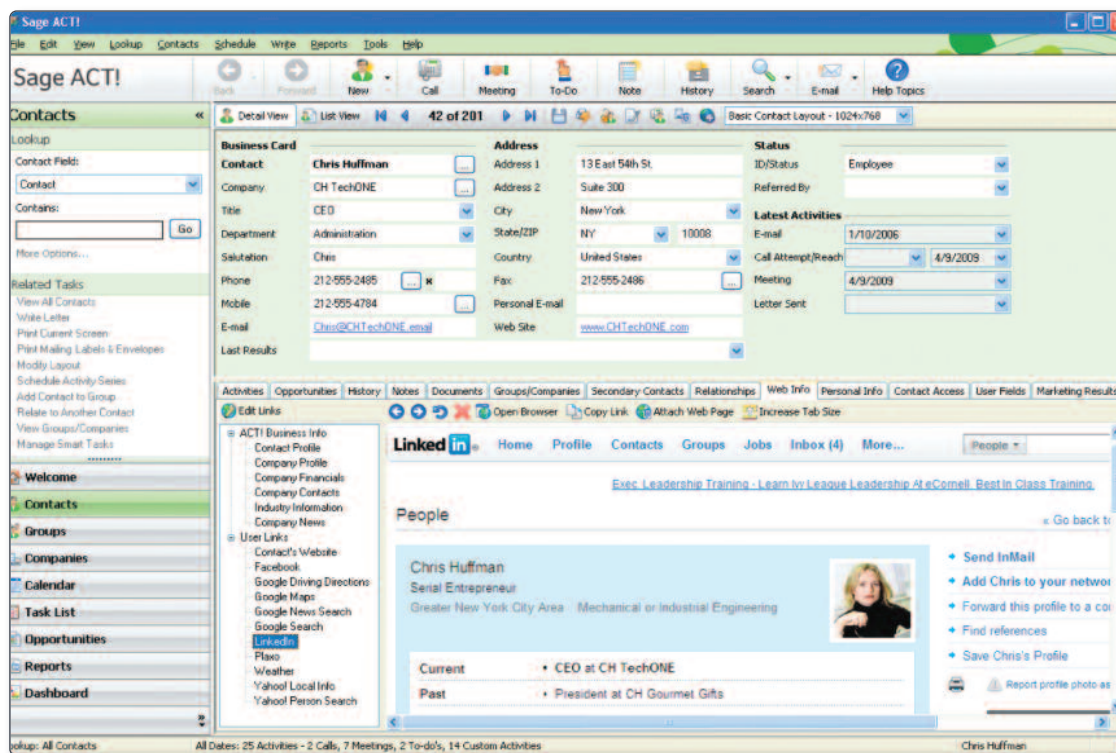 Sage ACT!
File Edit View Lookup Contacts Schedule Write Reports Tools Help
Sage ACT!
Back Forward New Call Meeting To-Do Note History Search E-mail Help Topics
Contacts «
Detail View List View 42 of 201 Basic Contact Layout - 1024x768
Lookup
Contact Field:
Contact
Contains:
Go
More Options...
Related Tasks
View All Contacts
Write Letter
Print Current Screen
Print Mailing Labels & Envelopes
Modify Layout
Schedule Activity Series
Add Contact to Group
Relate to Another Contact
View Groups/Companies
Manage Smart Tasks
Welcome
Contacts
Groups
Companies
Calendar
Task List
Opportunities
Reports
Dashboard
Business Card
Contact Chris Huffman ...
Company CH TechONE ...
Title CEO
Department Administration
Salutation Chris
Phone 212-555-2485 ...
Mobile 212-555-4784 ...
E-mail Chris@CHTechONE.email
Last Results
Address
Address 1 13 East 54th St.
Address 2 Suite 300
City New York
State/ZIP NY 10008
Country United States
Fax 212-555-2486 ...
Personal E-mail
Web Site www.CHTechONE.com
Status
ID/Status Employee
Referred By
Latest Activities
E-mail 1/10/2006
Call Attempt/Reach 4/9/2009
Meeting 4/9/2009
Letter Sent
Activities Opportunities History Notes Documents Groups/Companies Secondary Contacts Relationships Web Info Personal Info Contact Access User Fields Marketing Results
Edit Links
Open Browser Copy Link Attach Web Page Increase Tab Size
ACT! Business Info
Contact Profile
Company Profile
Company Financials
Company Contacts
Industry Information
Company News
User Links
Contact's Website
Facebook
Google Driving Directions
Google Maps
Google News Search
Google Search
LinkedIn
Plaxo
Weather
Yahoo! Local Info
Yahoo! Person Search
LinkedIn Home Profile Contacts Groups Jobs Inbox (4) More... People
Exec. Leadership Training - Learn Ivy League Leadership At eCornell. Best In Class Training.
People
« Go back to
Chris Huffman
Serial Entrepreneur
Greater New York City Area Mechanical or Industrial Engineering
Current • CEO at CH TechONE
Past • President at CH Gourmet Gifts
Send InMail
Add Chris to your networ
Forward this profile to a co
Find references
Save Chris's Profile
Report profile photo as
ookup: All Contacts All Dates: 25 Activities - 2 Calls, 7 Meetings, 2 To-do's, 14 Custom Activities Chris Huffman